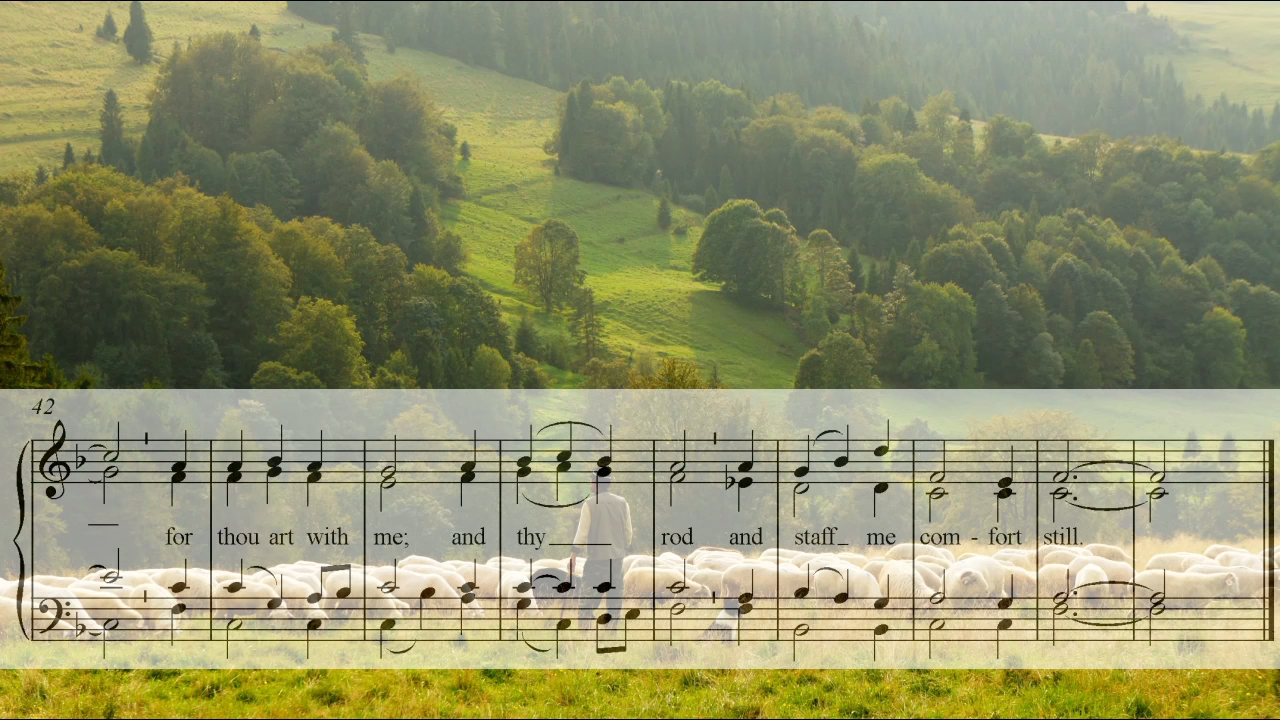 42
for thou art with me; and thy rod and staff me com - fort still.